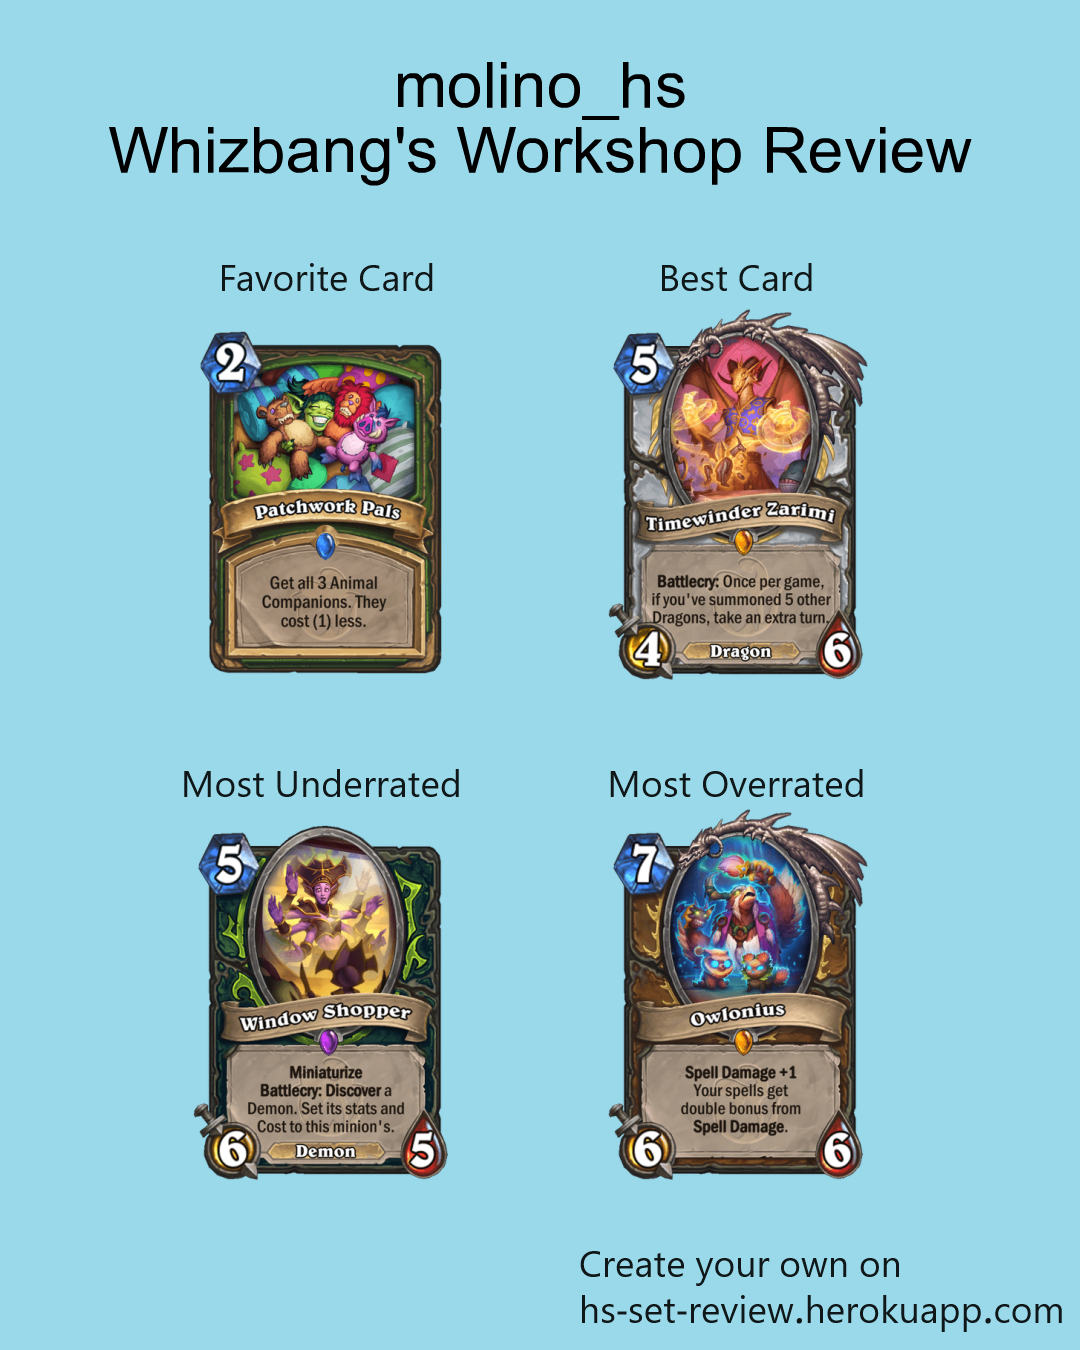 molino_hs
Whizbang's Workshop Review
Favorite Card
Best Card
2
Patchwork Pals
Get all 3 Animal
Companions. They
cost (1) less.
5
Timewinder Zarimi
Battlecry: Once per game,
if you've summoned 5 other
Dragons, take an extra turn.
4
Dragon
6
Most Underrated
Most Overrated
5
Window Shopper
Miniaturize
Battlecry: Discover a
Demon. Set its stats and
Cost to this minion's.
6
Demon
5
7
Owlonius
Spell Damage +1
Your spells get
double bonus from
Spell Damage.
6
6
Create your own on
hs-set-review.herokuapp.com